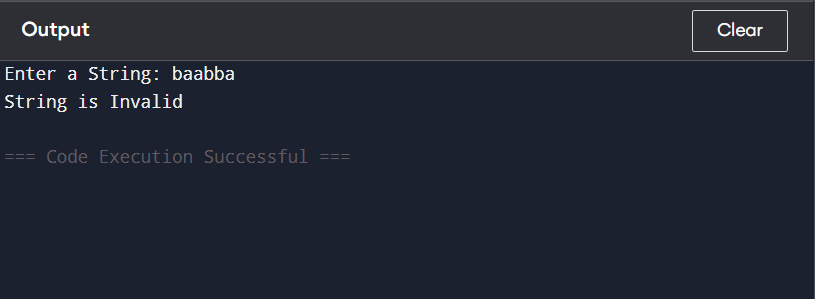 Output
Clear
Enter a String: baabba
String is Invalid
=== Code Execution Successful ===